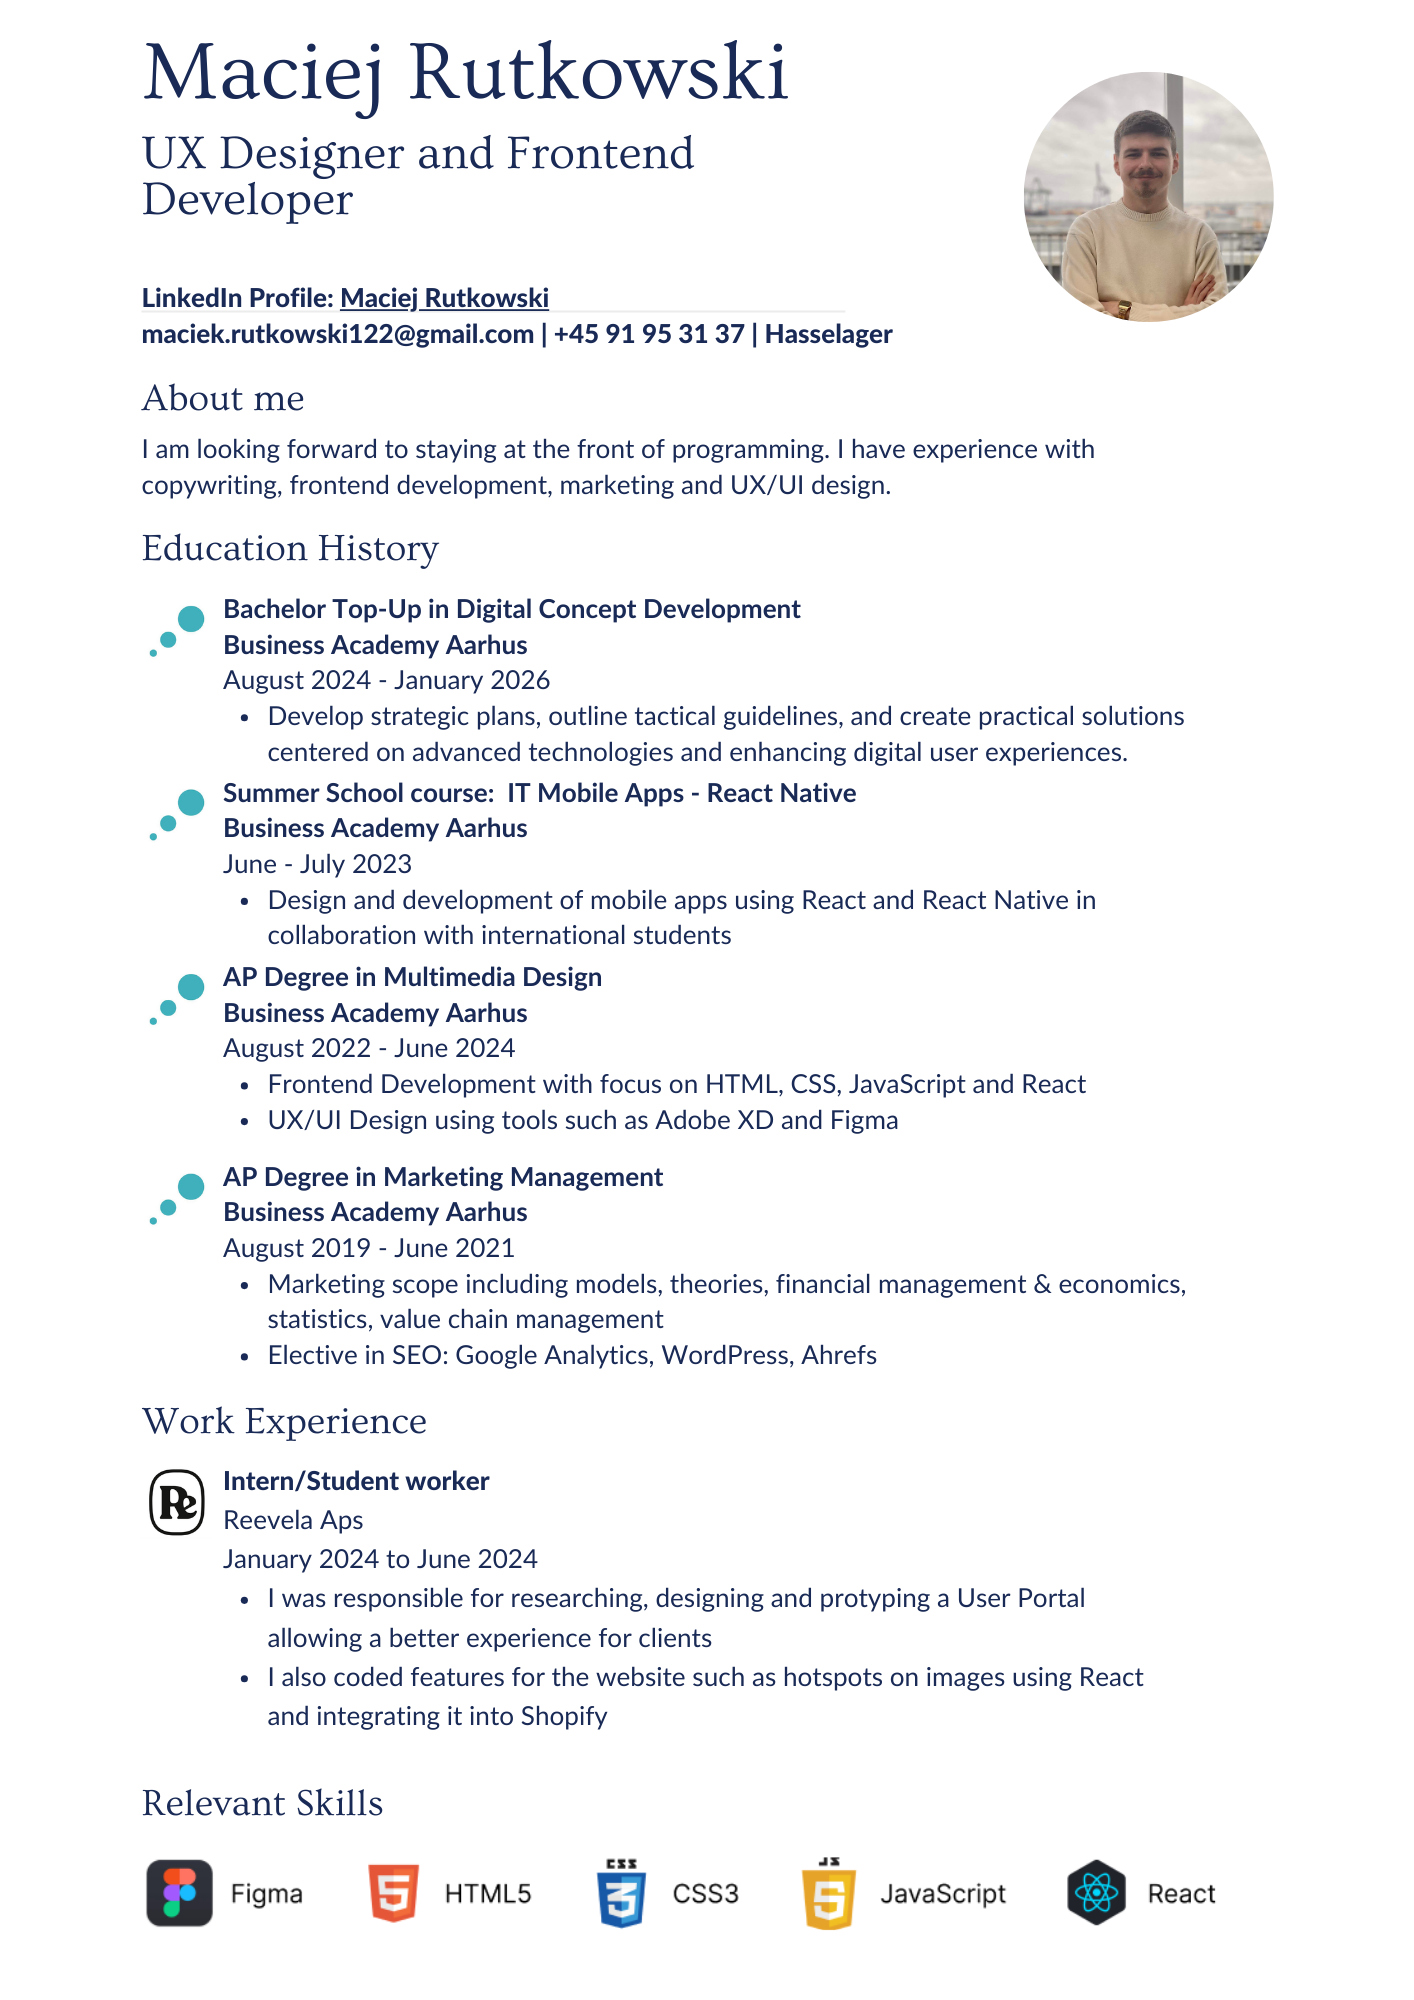 Maciej Rutkowski
UX Designer and Frontend
Developer
LinkedIn Profile: Maciej Rutkowski
maciek.rutkowski122@gmail.com | +45 91 95 31 37 | Hasselager
About me
I am looking forward to staying at the front of programming. I have experience with
copywriting, frontend development, marketing and UX/UI design.
Education History
Bachelor Top-Up in Digital Concept Development
Business Academy Aarhus
August 2024 - January 2026
• Develop strategic plans, outline tactical guidelines, and create practical solutions
centered on advanced technologies and enhancing digital user experiences.
Summer School course:  IT Mobile Apps - React Native
Business Academy Aarhus
June - July 2023
• Design and development of mobile apps using React and React Native in
collaboration with international students
AP Degree in Multimedia Design
Business Academy Aarhus
August 2022 - June 2024
• Frontend Development with focus on HTML, CSS, JavaScript and React
• UX/UI Design using tools such as Adobe XD and Figma
AP Degree in Marketing Management
Business Academy Aarhus
August 2019 - June 2021
• Marketing scope including models, theories, financial management & economics,
statistics, value chain management
• Elective in SEO: Google Analytics, WordPress, Ahrefs
Work Experience
Re
Intern/Student worker
Reevela Aps
January 2024 to June 2024
• I was responsible for researching, designing and protyping a User Portal
allowing a better experience for clients
• I also coded features for the website such as hotspots on images using React
and integrating it into Shopify
Relevant Skills
Figma 5 HTML5 CSS 3 CSS3 JS 5 JavaScript React